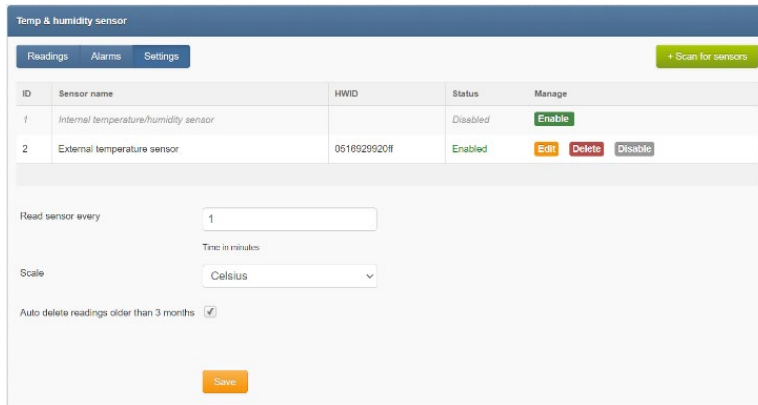 Temp & humidity sensor
Readings Alarms Settings + Scan for sensors
ID Sensor name HWID Status Manage
1 Internal temperature/humidity sensor Disabled Enable
2 External temperature sensor 0516929920ff Enabled Edit Delete Disable
Read sensor every 1
Time in minutes
Scale Celsius
Auto delete readings older than 3 months
Save